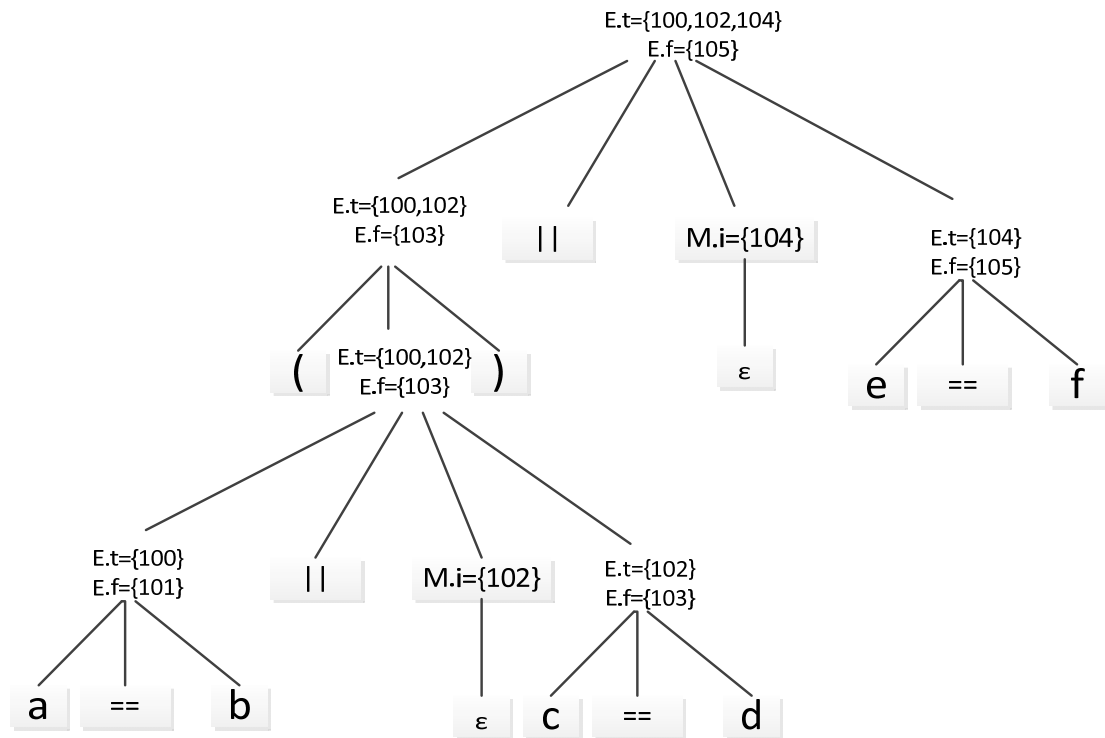 E.t={100,102,104}
E.f={105}
E.t={100,102}
E.f={103}
||
M.i={104}
E.t={104}
E.f={105}
(
E.t={100,102}
E.f={103}
)
ε
e
==
f
E.t={100}
E.f={101}
||
M.i={102}
E.t={102}
E.f={103}
a
==
b
ε
c
==
d